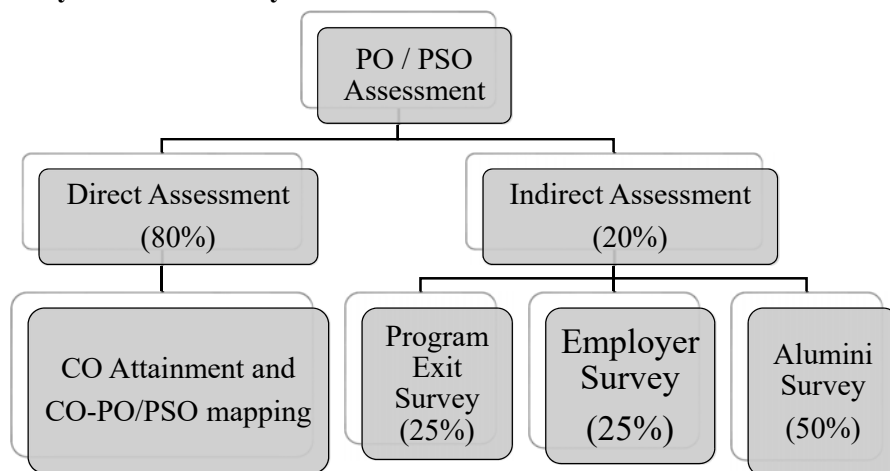 PO / PSO
Assessment
Direct Assessment
(80%)
Indirect Assessment
(20%)
CO Attainment and
CO-PO/PSO mapping
Program
Exit
Survey
(25%)
Employer
Survey
(25%)
Alumini
Survey
(50%)